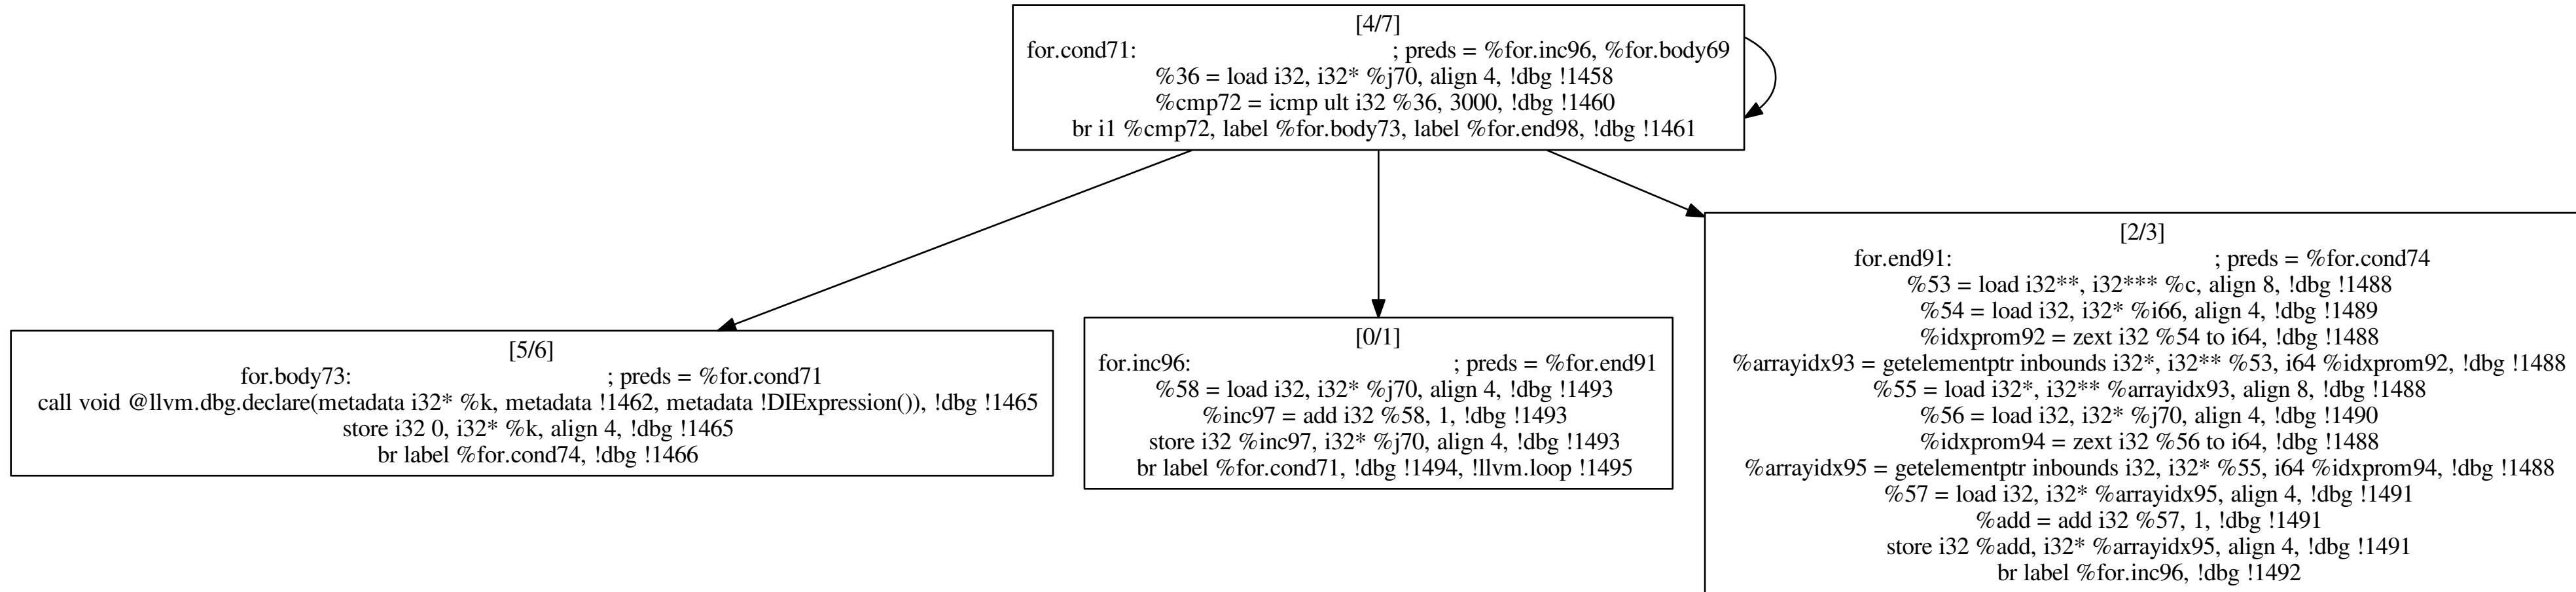 [4/7]
for.cond71: ; preds = %for.inc96, %for.body69
%36 = load i32, i32* %j70, align 4, !dbg !1458
%cmp72 = icmp ult i32 %36, 3000, !dbg !1460
br i1 %cmp72, label %for.body73, label %for.end98, !dbg !1461
[5/6]
for.body73: ; preds = %for.cond71
call void @llvm.dbg.declare(metadata i32* %k, metadata !1462, metadata !DIExpression()), !dbg !1465
store i32 0, i32* %k, align 4, !dbg !1465
br label %for.cond74, !dbg !1466
[0/1]
for.inc96: ; preds = %for.end91
%58 = load i32, i32* %j70, align 4, !dbg !1493
%inc97 = add i32 %58, 1, !dbg !1493
store i32 %inc97, i32* %j70, align 4, !dbg !1493
br label %for.cond71, !dbg !1494, !llvm.loop !1495
[2/3]
for.end91: ; preds = %for.cond74
%53 = load i32**, i32*** %c, align 8, !dbg !1488
%54 = load i32, i32* %i66, align 4, !dbg !1489
%idxprom92 = zext i32 %54 to i64, !dbg !1488
%arrayidx93 = getelementptr inbounds i32*, i32** %53, i64 %idxprom92, !dbg !1488
%55 = load i32*, i32** %arrayidx93, align 8, !dbg !1488
%56 = load i32, i32* %j70, align 4, !dbg !1490
%idxprom94 = zext i32 %56 to i64, !dbg !1488
%arrayidx95 = getelementptr inbounds i32, i32* %55, i64 %idxprom94, !dbg !1488
%57 = load i32, i32* %arrayidx95, align 4, !dbg !1491
%add = add i32 %57, 1, !dbg !1491
store i32 %add, i32* %arrayidx95, align 4, !dbg !1491
br label %for.inc96, !dbg !1492